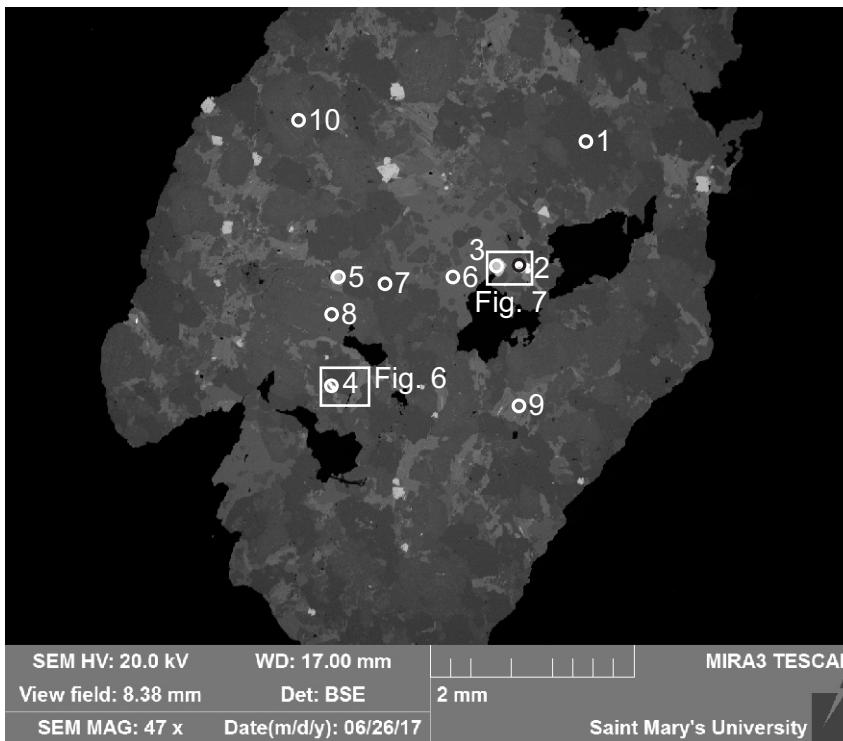 10
1
3
2
5
7
6
Fig. 7
8
4
Fig. 6
9
SEM HV: 20.0 kV
WD: 17.00 mm
MIRA3 TESCAN
View field: 8.38 mm
Det: BSE
2 mm
SEM MAG: 47 x
Date(m/d/y): 06/26/17
Saint Mary's University